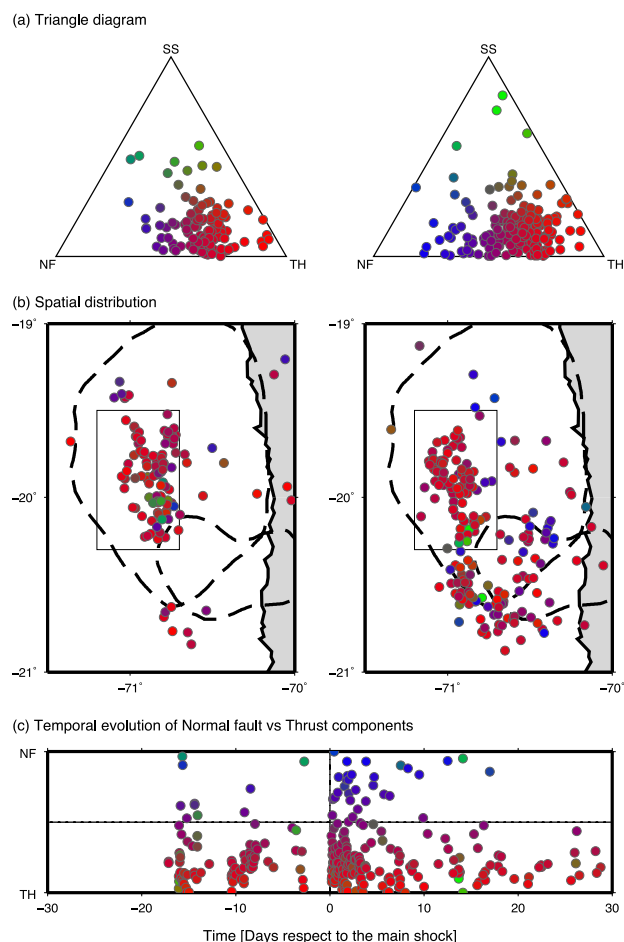 (a) Triangle diagram
SS SS
NF TH NF TH
(b) Spatial distribution
−19˚
−20˚
−21˚
−71˚ −70˚
−19˚
−20˚
−21˚
−71˚ −70˚
(c) Temporal evolution of Normal fault vs Thrust components
NF
TH
−30 −20 −10 0 10 20 30
Time [Days respect to the main shock]